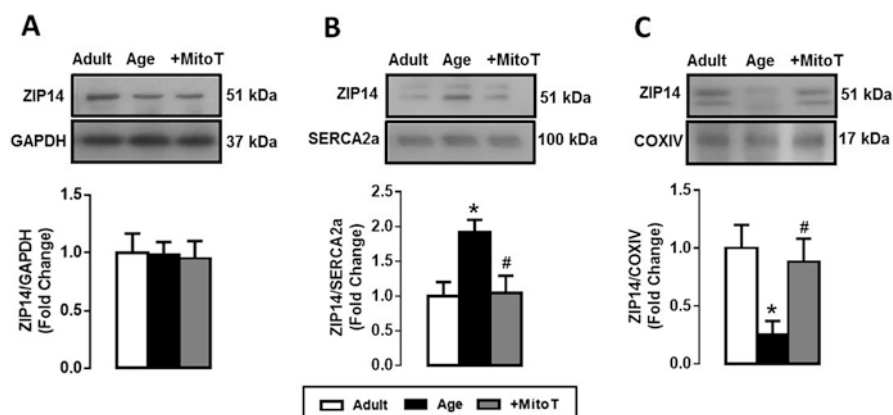 A
Adult Age +MitoT
ZIP14 51 kDa
GAPDH 37 kDa
1.5
1.0
0.5
0.0
ZIP14/GAPDH
(Fold Change)
B
Adult Age +MitoT
ZIP14 51 kDa
SERCA2a 100 kDa
2.5
2.0
1.5
1.0
0.5
0.0
ZIP14/SERCA2a
(Fold Change)
*
#
C
Adult Age +MitoT
ZIP14 51 kDa
COXIV 17 kDa
1.5
1.0
0.5
0.0
ZIP14/COXIV
(Fold Change)
*
#
Adult Age +MitoT